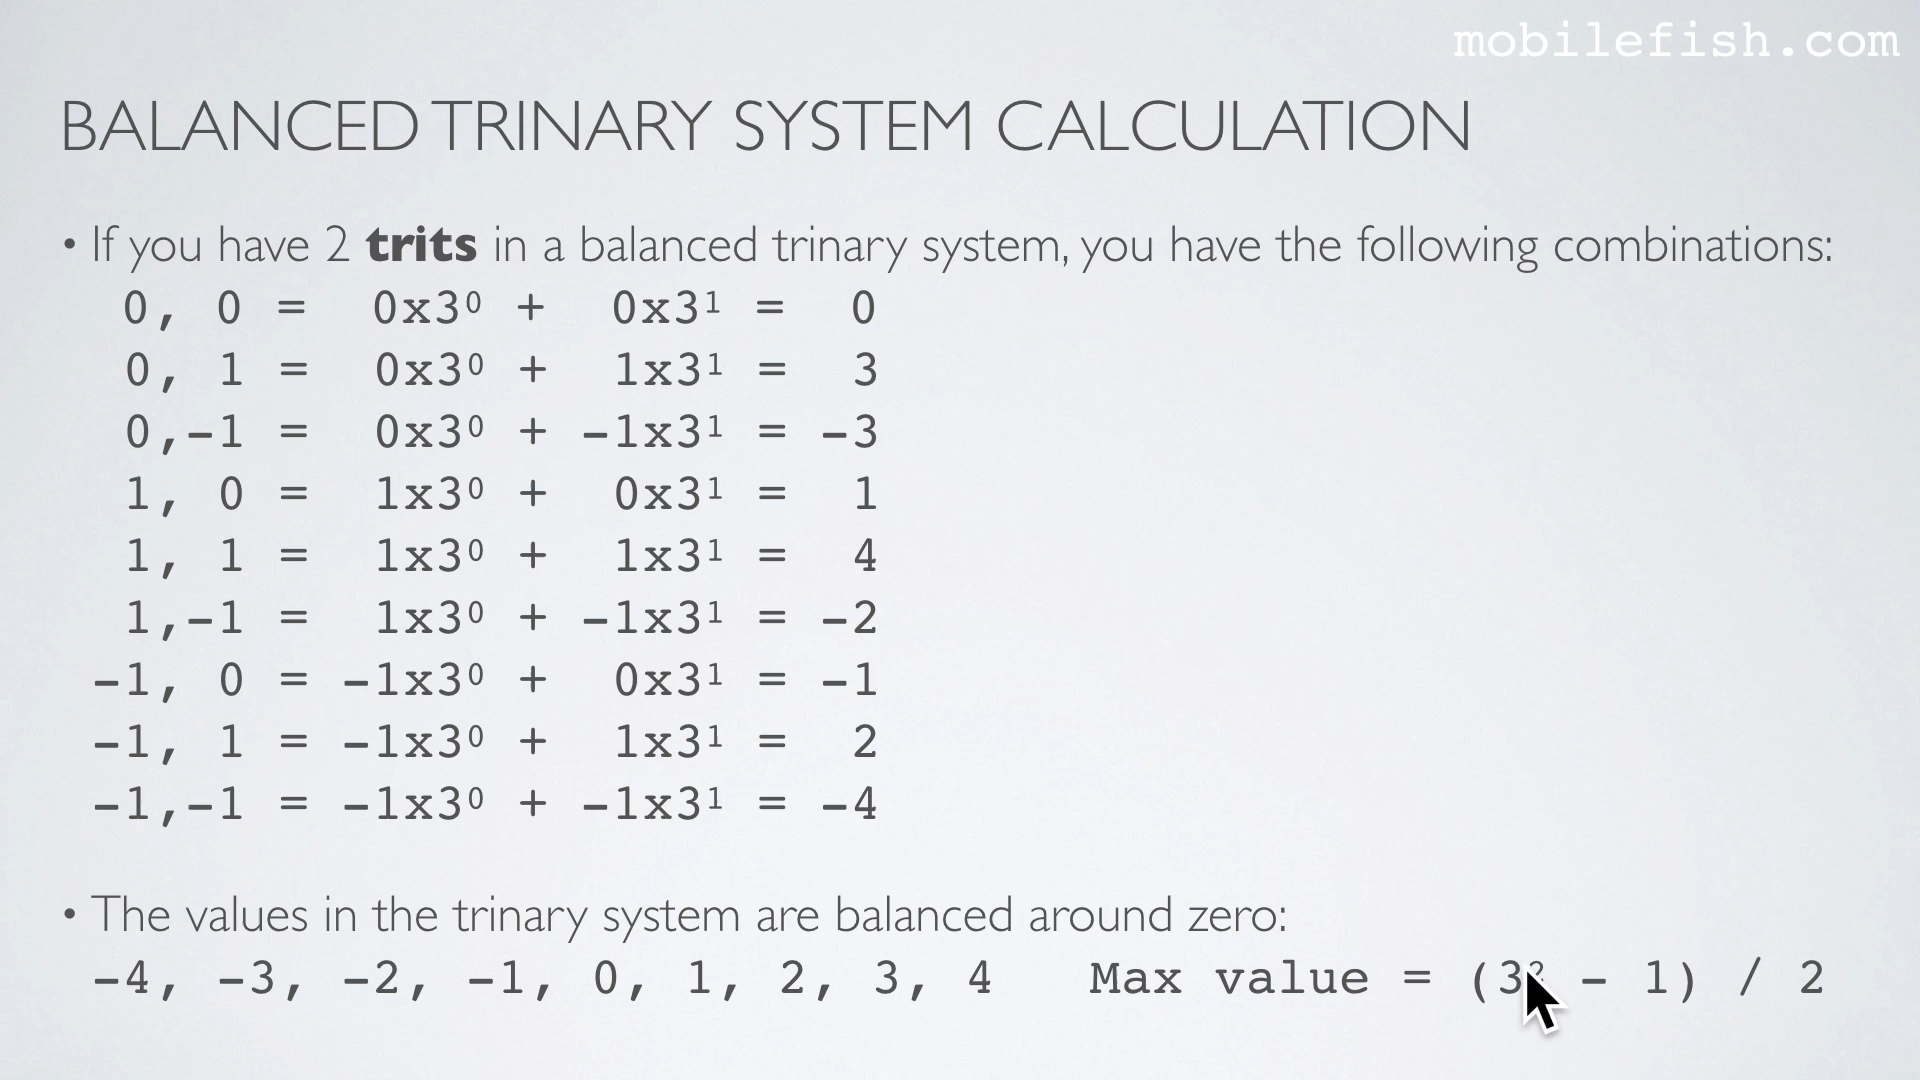 mobilefish.com
BALANCED TRINARY SYSTEM CALCULATION
• If you have 2 trits in a balanced trinary system, you have the following combinations:
0, 0 = 0x3⁰ + 0x3¹ = 0
0, 1 = 0x3⁰ + 1x3¹ = 3
0,-1 = 0x3⁰ + -1x3¹ = -3
1, 0 = 1x3⁰ + 0x3¹ = 1
1, 1 = 1x3⁰ + 1x3¹ = 4
1,-1 = 1x3⁰ + -1x3¹ = -2
-1, 0 = -1x3⁰ + 0x3¹ = -1
-1, 1 = -1x3⁰ + 1x3¹ = 2
-1,-1 = -1x3⁰ + -1x3¹ = -4
• The values in the trinary system are balanced around zero:
-4, -3, -2, -1, 0, 1, 2, 3, 4 Max value = (3² - 1) / 2